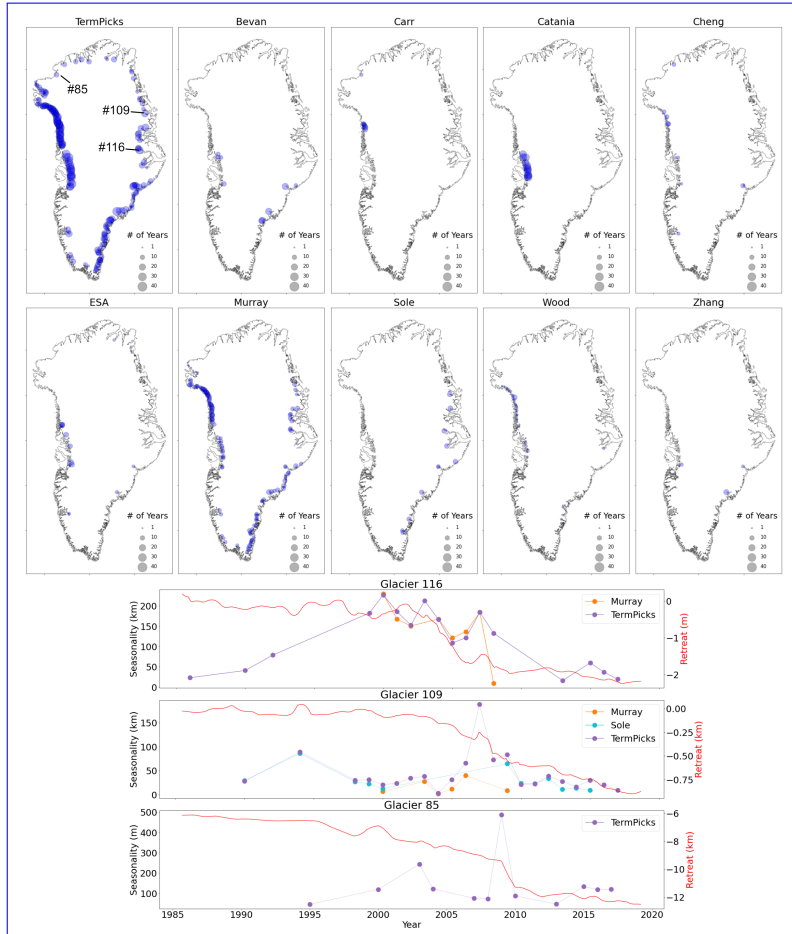 TermPicks
Bevan
Carr
Catania
Cheng
#85
#109
#116
# of Years
1
10
20
30
40
# of Years
1
10
20
30
40
# of Years
1
10
20
30
40
# of Years
1
10
20
30
40
# of Years
1
10
20
30
40
ESA
Murray
Sole
Wood
Zhang
# of Years
1
10
20
30
40
# of Years
1
10
20
30
40
# of Years
1
10
20
30
40
# of Years
1
10
20
30
40
# of Years
1
10
20
30
40
Glacier 116
Seasonality (km)
200
150
100
50
0
Murray
TermPicks
0
−1
−2
Retreat (m)
Glacier 109
Seasonality (km)
150
100
50
0
Murray
Sole
TermPicks
0.00
−0.25
−0.50
−0.75
Retreat (km)
Glacier 85
Seasonality (m)
500
400
300
200
100
TermPicks
−6
−8
−10
−12
Retreat (km)
1985
1990
1995
2000
2005
2010
2015
2020
Year